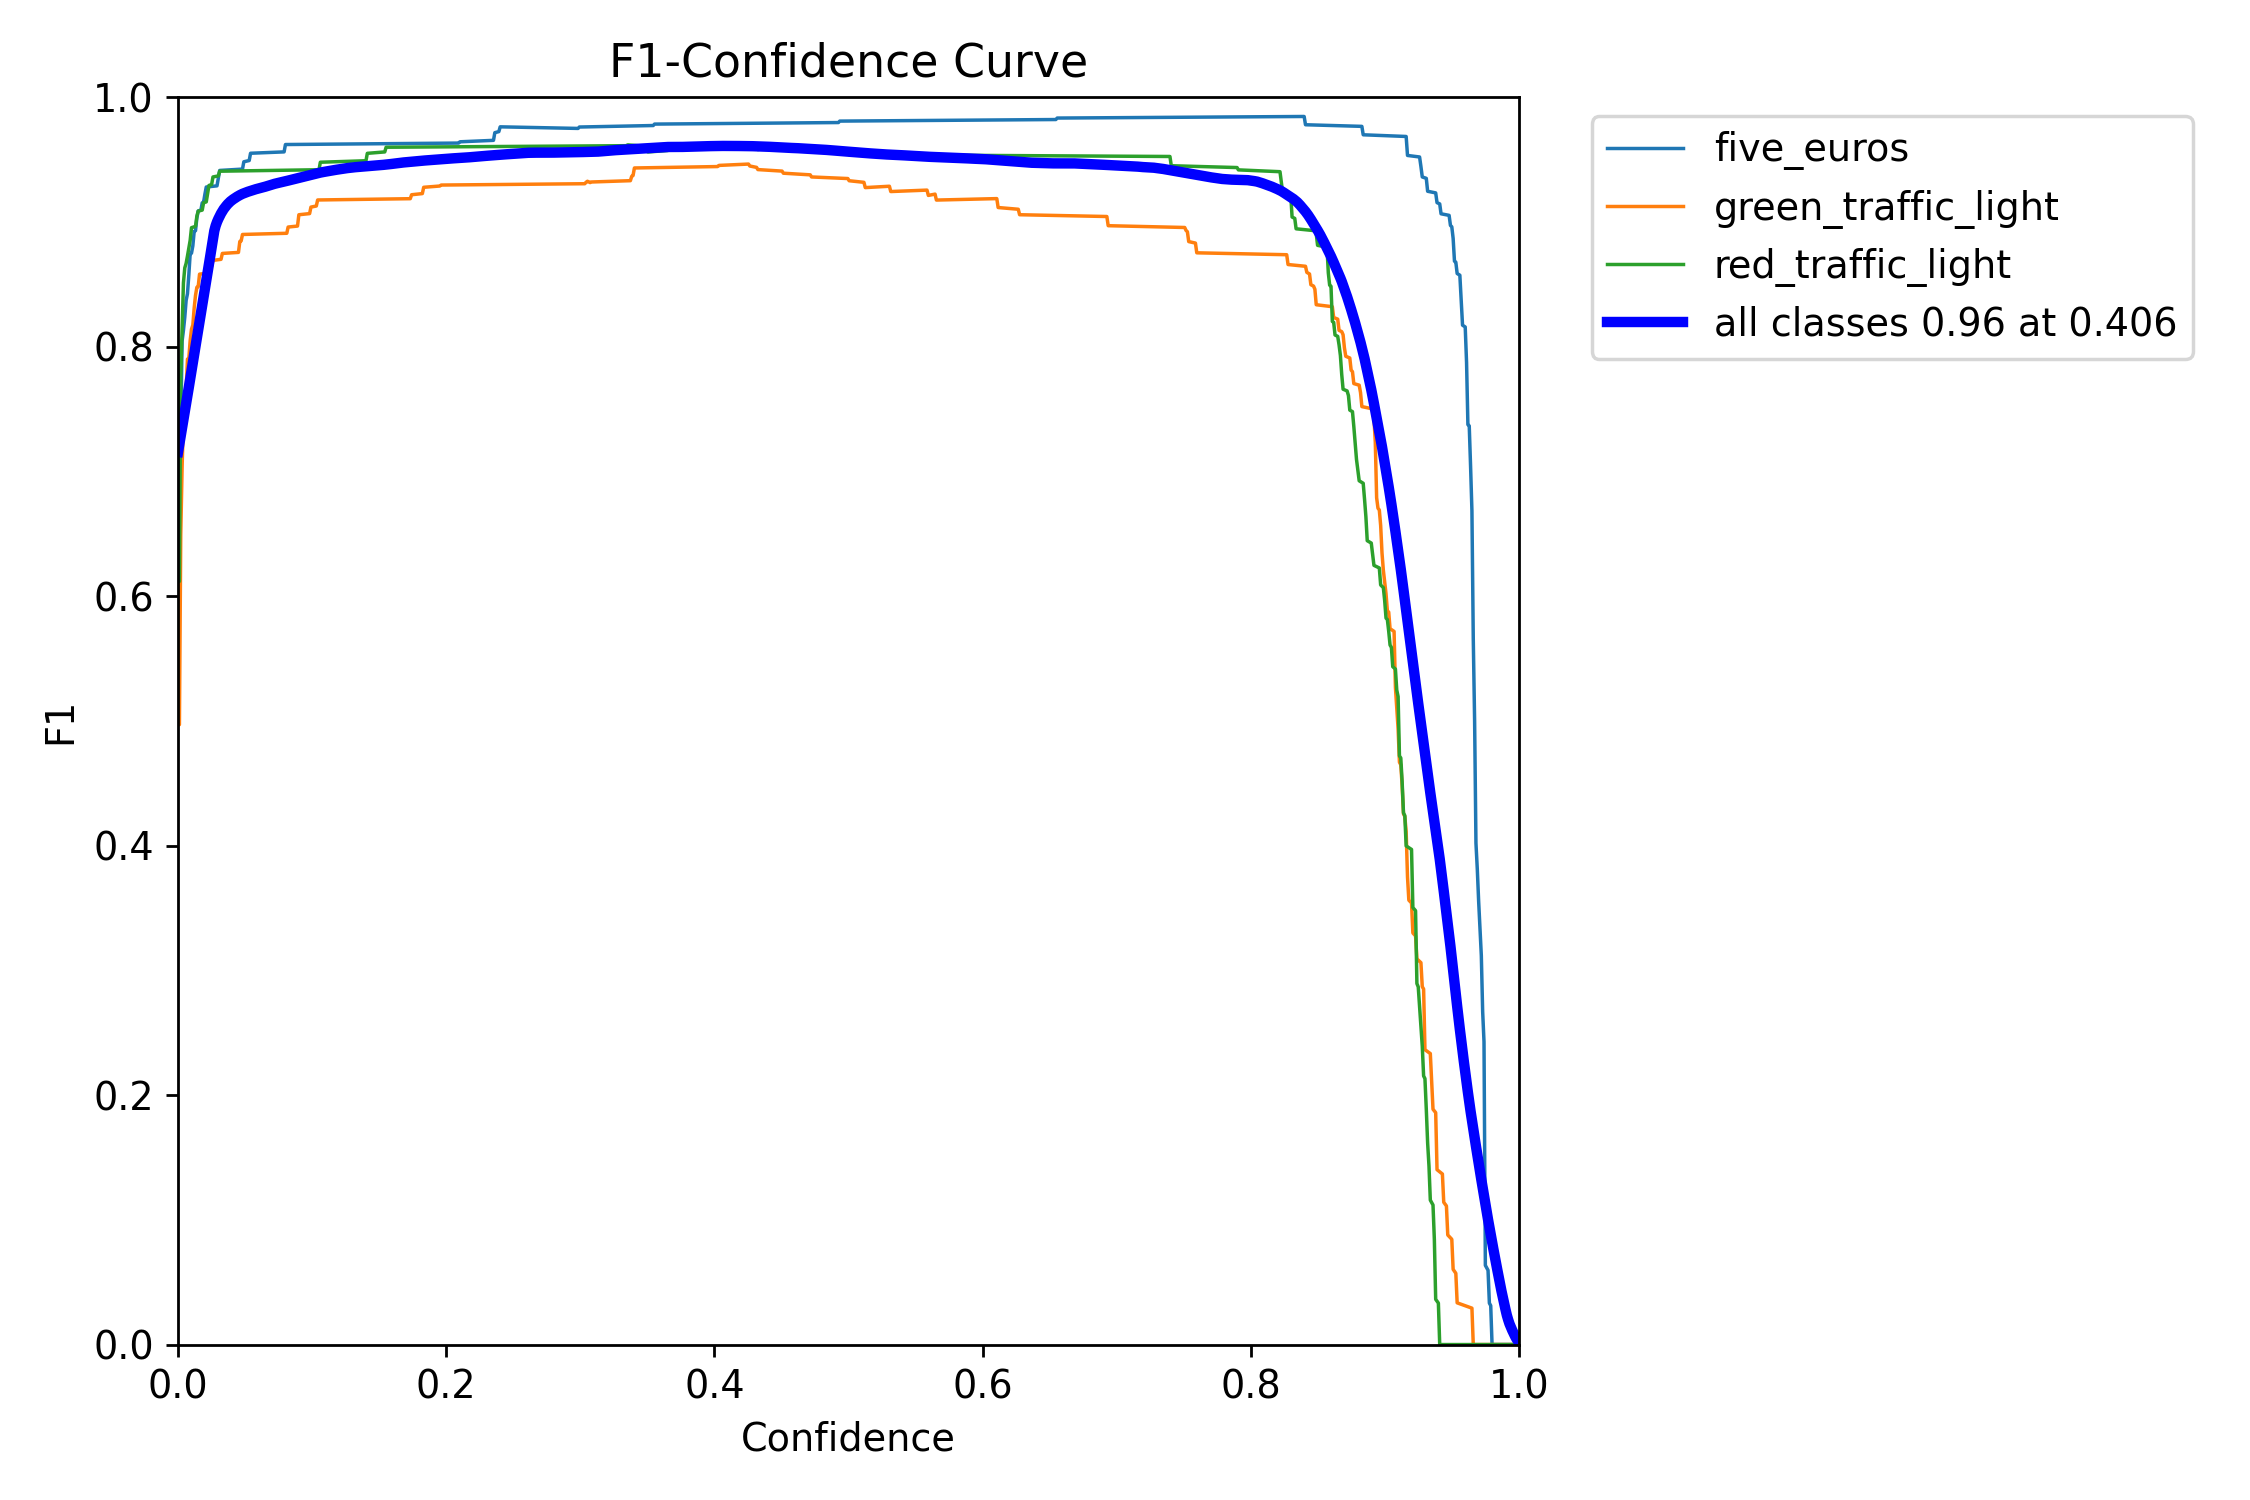 F1-Confidence Curve
1.0
0.8
0.6
0.4
0.2
0.0
F1
0.0 0.2 0.4 0.6 0.8 1.0
Confidence
five_euros
green_traffic_light
red_traffic_light
all classes 0.96 at 0.406